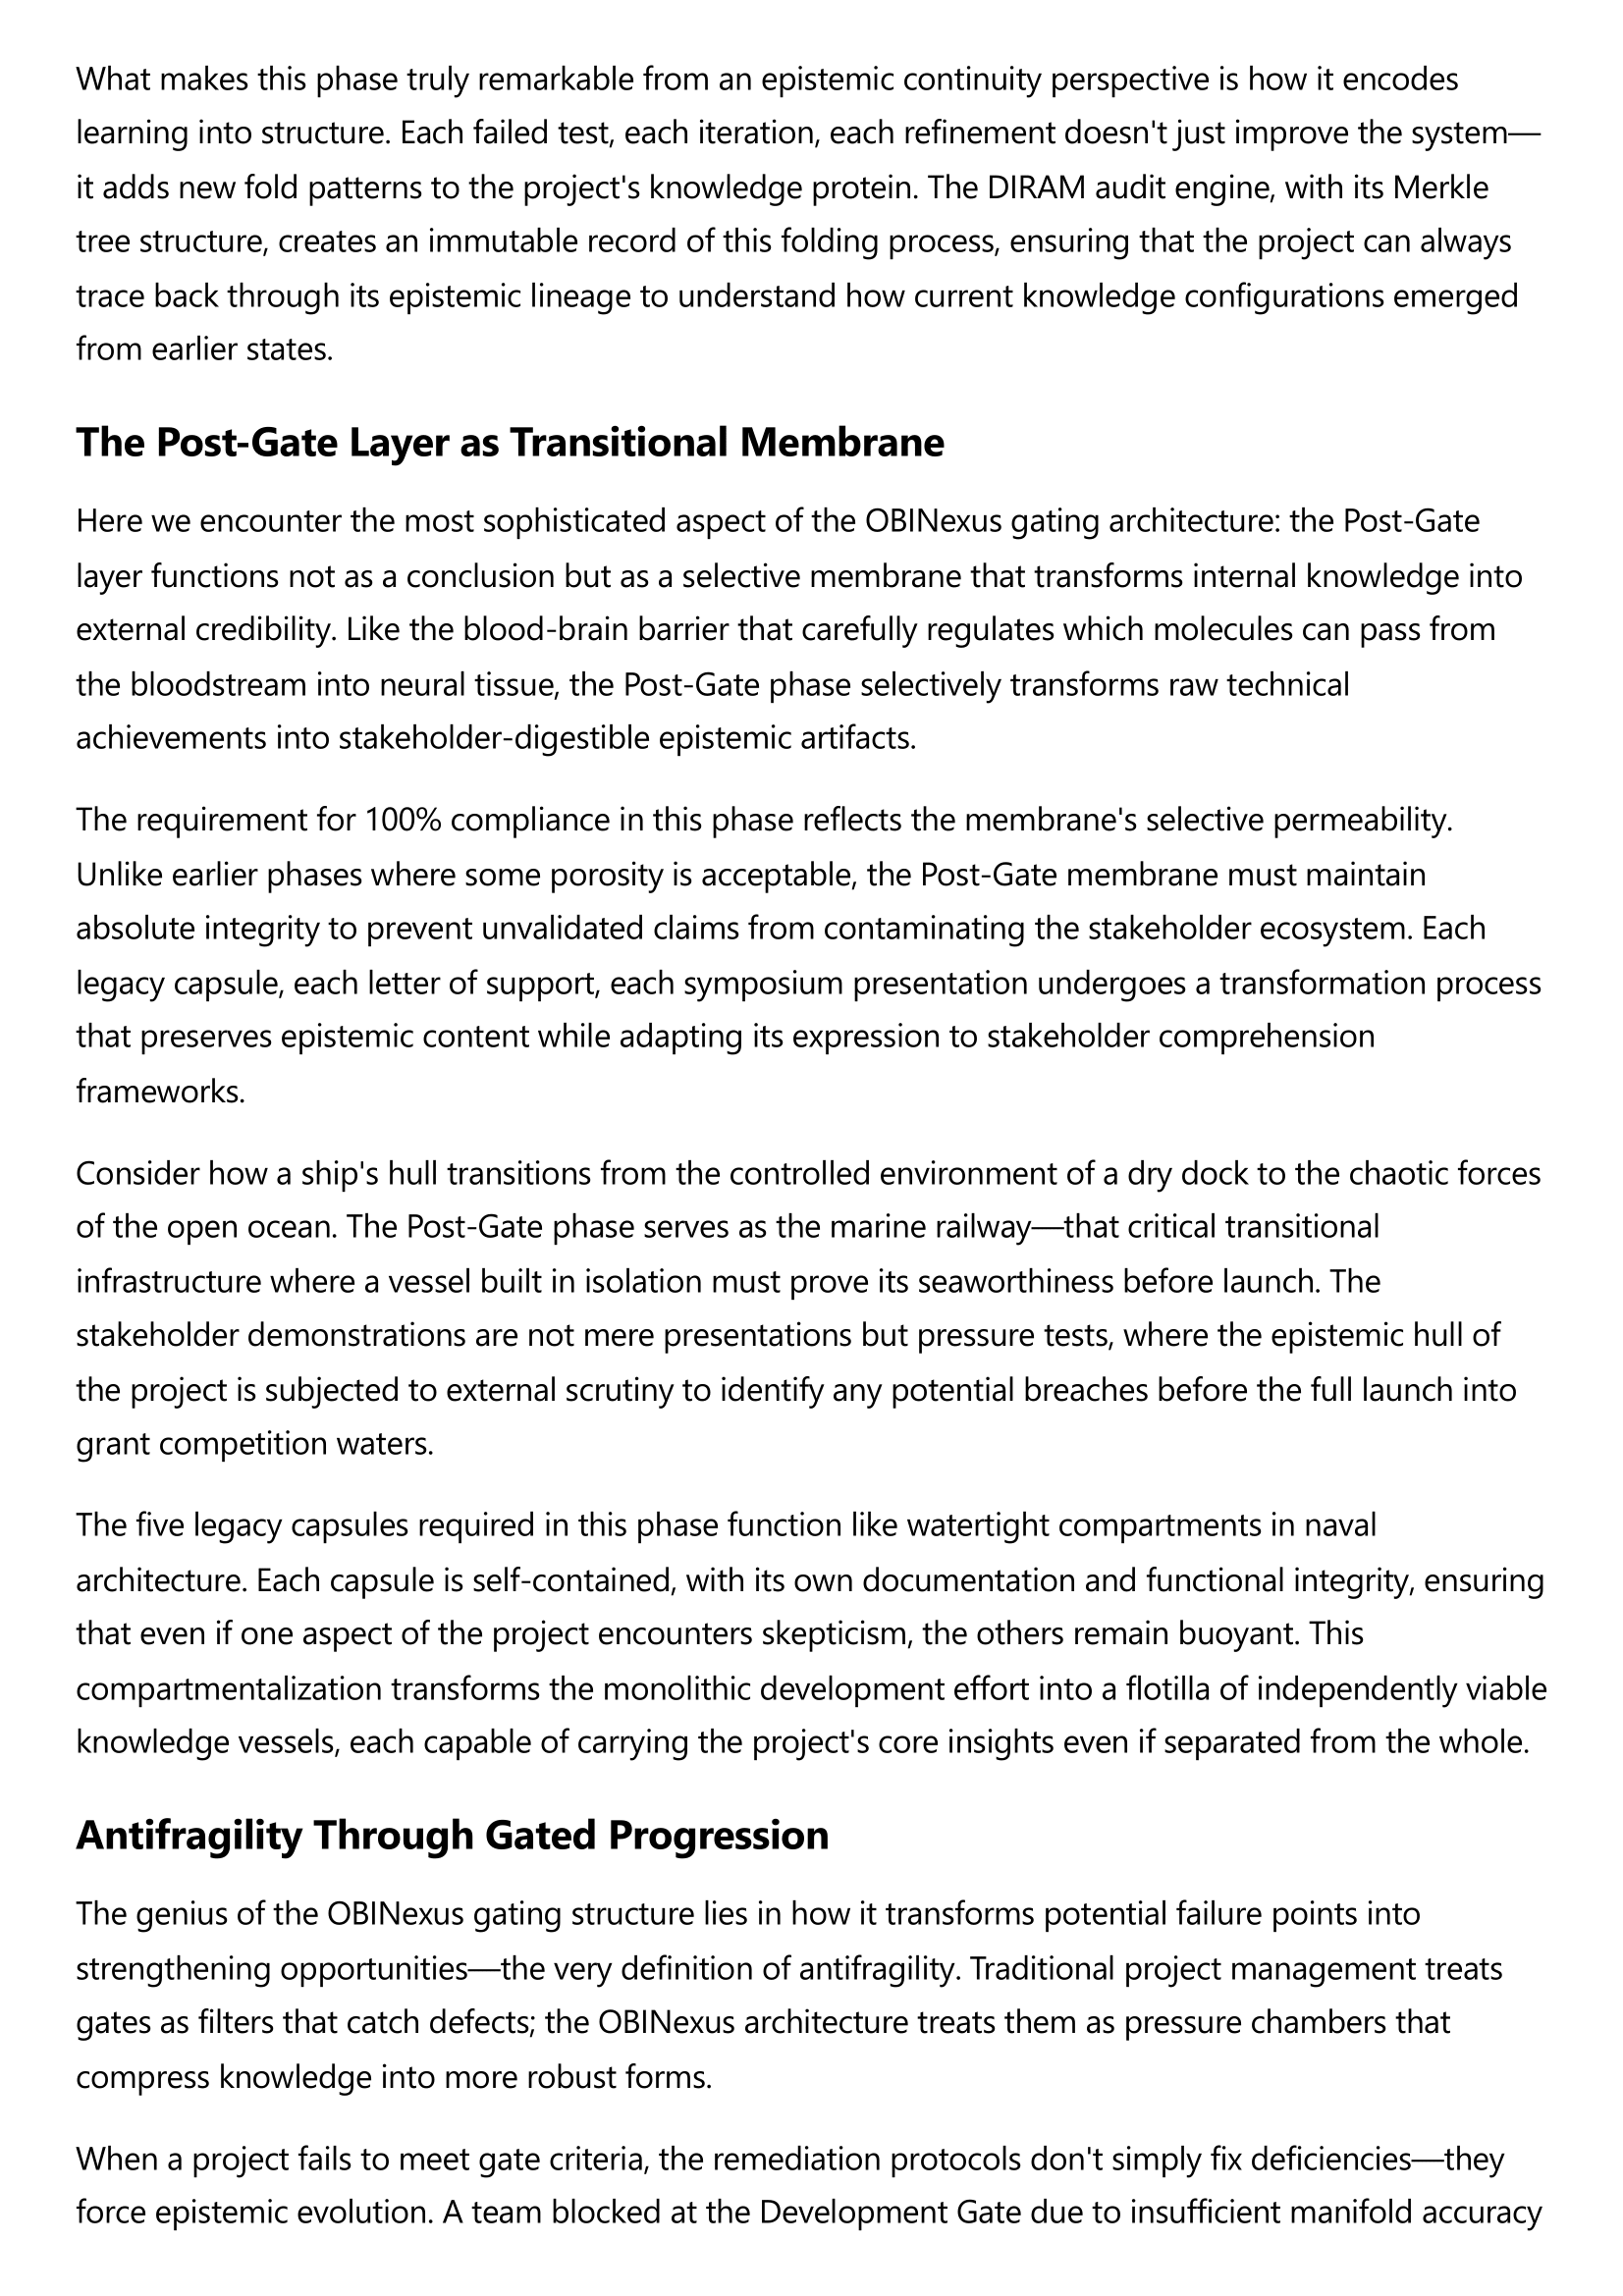 What makes this phase truly remarkable from an epistemic continuity perspective is how it encodes
learning into structure. Each failed test, each iteration, each refinement doesn't just improve the system—
it adds new fold patterns to the project's knowledge protein. The DIRAM audit engine, with its Merkle
tree structure, creates an immutable record of this folding process, ensuring that the project can always
trace back through its epistemic lineage to understand how current knowledge configurations emerged
from earlier states.
The Post-Gate Layer as Transitional Membrane
Here we encounter the most sophisticated aspect of the OBINexus gating architecture: the Post-Gate
layer functions not as a conclusion but as a selective membrane that transforms internal knowledge into
external credibility. Like the blood-brain barrier that carefully regulates which molecules can pass from
the bloodstream into neural tissue, the Post-Gate phase selectively transforms raw technical
achievements into stakeholder-digestible epistemic artifacts.
The requirement for 100% compliance in this phase reflects the membrane's selective permeability.
Unlike earlier phases where some porosity is acceptable, the Post-Gate membrane must maintain
absolute integrity to prevent unvalidated claims from contaminating the stakeholder ecosystem. Each
legacy capsule, each letter of support, each symposium presentation undergoes a transformation process
that preserves epistemic content while adapting its expression to stakeholder comprehension
frameworks.
Consider how a ship's hull transitions from the controlled environment of a dry dock to the chaotic forces
of the open ocean. The Post-Gate phase serves as the marine railway—that critical transitional
infrastructure where a vessel built in isolation must prove its seaworthiness before launch. The
stakeholder demonstrations are not mere presentations but pressure tests, where the epistemic hull of
the project is subjected to external scrutiny to identify any potential breaches before the full launch into
grant competition waters.
The five legacy capsules required in this phase function like watertight compartments in naval
architecture. Each capsule is self-contained, with its own documentation and functional integrity, ensuring
that even if one aspect of the project encounters skepticism, the others remain buoyant. This
compartmentalization transforms the monolithic development effort into a flotilla of independently viable
knowledge vessels, each capable of carrying the project's core insights even if separated from the whole.
Antifragility Through Gated Progression
The genius of the OBINexus gating structure lies in how it transforms potential failure points into
strengthening opportunities—the very definition of antifragility. Traditional project management treats
gates as filters that catch defects; the OBINexus architecture treats them as pressure chambers that
compress knowledge into more robust forms.
When a project fails to meet gate criteria, the remediation protocols don't simply fix deficiencies—they
force epistemic evolution. A team blocked at the Development Gate due to insufficient manifold accuracy